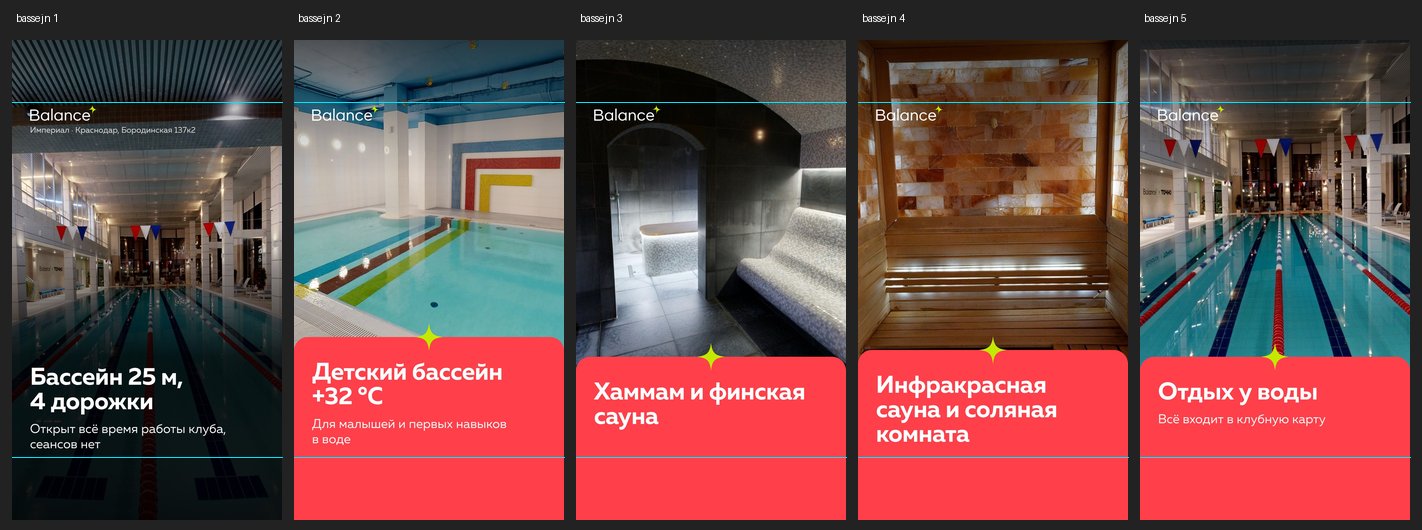 bassejn 1
bassejn 2
bassejn 3
bassejn 4
bassejn 5
Balance
Империал · Краснодар, Бородинская 137к2
Бассейн 25 м,
4 дорожки
Открыт всё время работы клуба,
сеансов нет
Balance
Детский бассейн
+32 °C
Для малышей и первых навыков
в воде
Balance
Хаммам и финская
сауна
Balance
Инфракрасная
сауна и соляная
комната
Balance
Отдых у воды
Всё входит в клубную карту